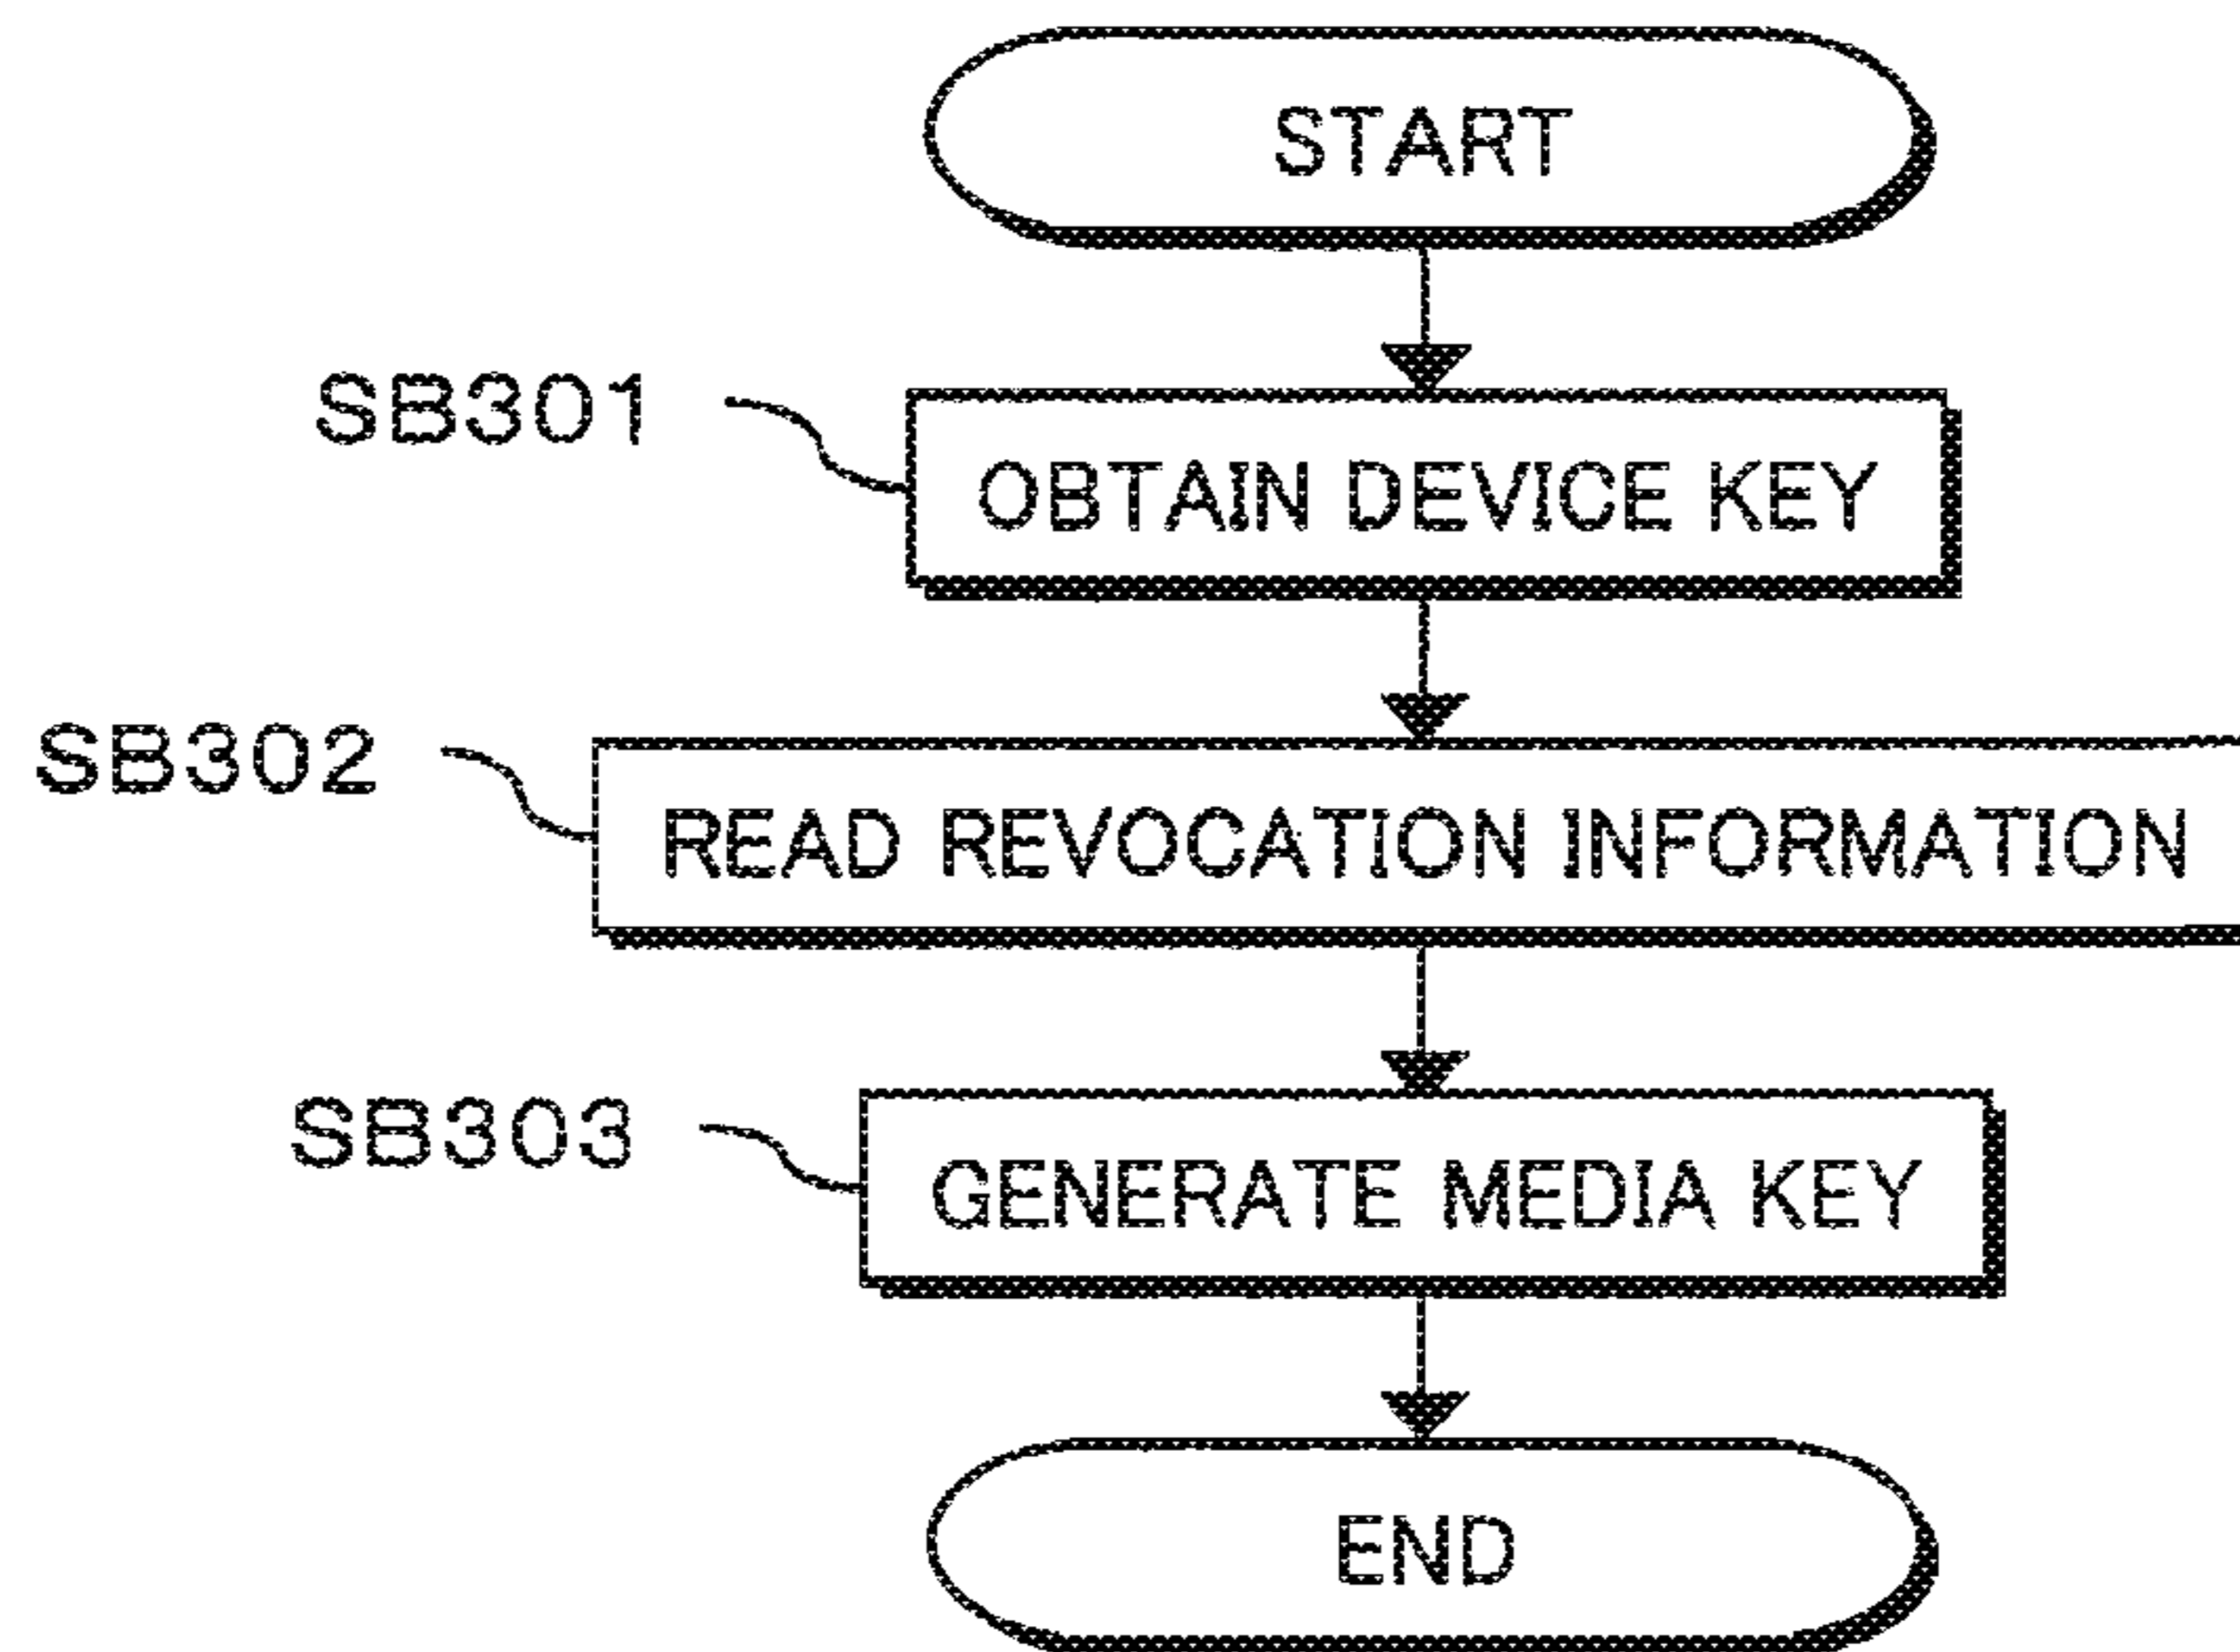 START
SB301
OBTAIN DEVICE KEY
SB302
READ REVOCATION INFORMATION
SB303
GENERATE MEDIA KEY
END